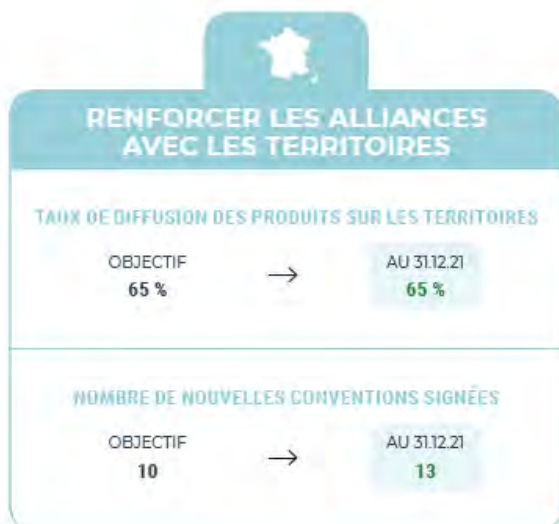 RENFORCER LES ALLIANCES
AVEC LES TERRITOIRES
TAUX DE DIFFUSION DES PRODUITS SUR LES TERRITOIRES
OBJECTIF
65 %
→
AU 31.12.21
65 %
NOMBRE DE NOUVELLES CONVENTIONS SIGNÉES
OBJECTIF
10
→
AU 31.12.21
13